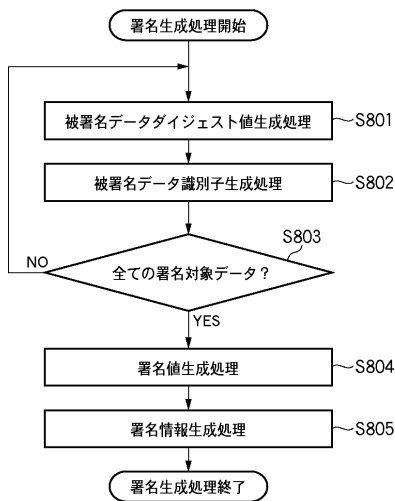 署名生成処理開始
被署名データダイジェスト値生成処理
S801
被署名データ識別子生成処理
S802
S803
全ての署名対象データ?
NO
YES
署名値生成処理
S804
署名情報生成処理
S805
署名生成処理終了